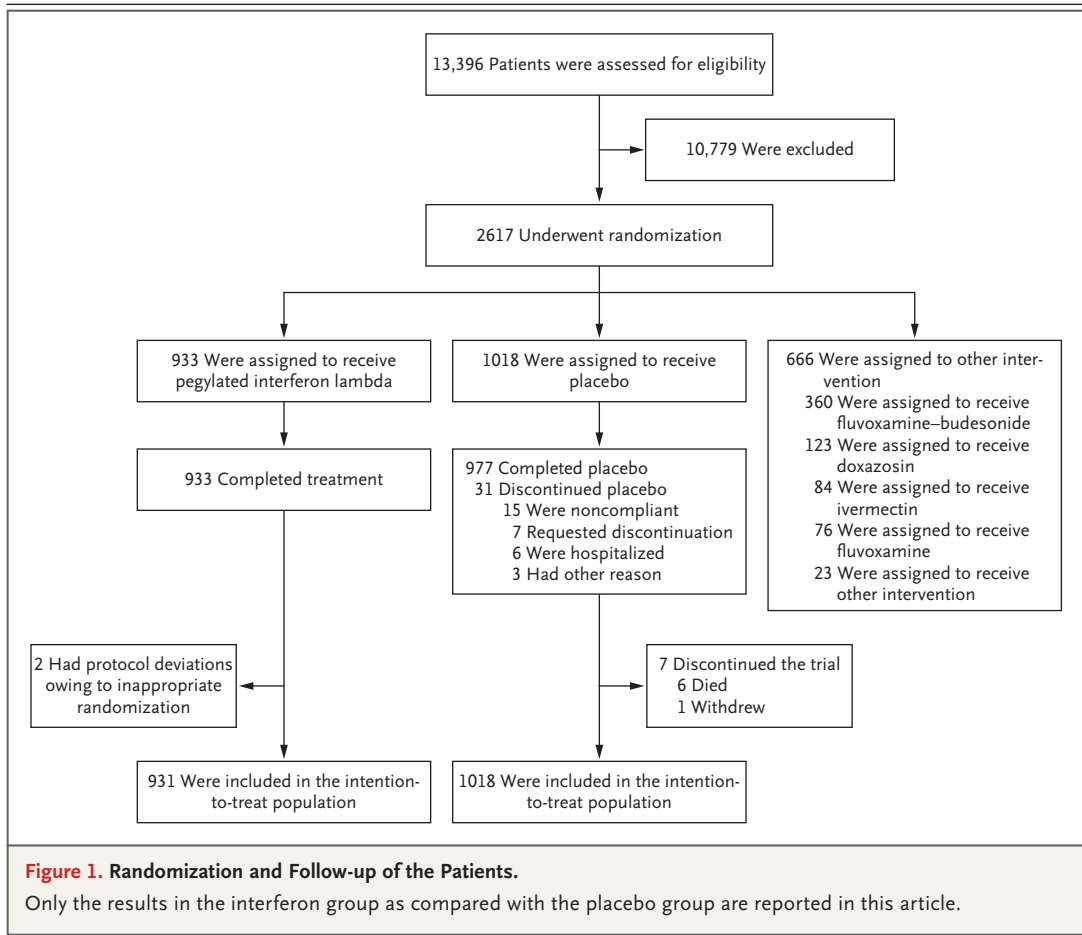 13,396 Patients were assessed for eligibility
10,779 Were excluded
2617 Underwent randomization
933 Were assigned to receive
pegylated interferon lambda
1018 Were assigned to receive
placebo
666 Were assigned to other inter-
vention
360 Were assigned to receive
fluvoxamine–budesonide
123 Were assigned to receive
doxazosin
84 Were assigned to receive
ivermectin
76 Were assigned to receive
fluvoxamine
23 Were assigned to receive
other intervention
933 Completed treatment
977 Completed placebo
31 Discontinued placebo
15 Were noncompliant
7 Requested discontinuation
6 Were hospitalized
3 Had other reason
2 Had protocol deviations
owing to inappropriate
randomization
7 Discontinued the trial
6 Died
1 Withdrew
931 Were included in the intention-
to-treat population
1018 Were included in the intention-
to-treat population
Figure 1. Randomization and Follow-up of the Patients.
Only the results in the interferon group as compared with the placebo group are reported in this article.